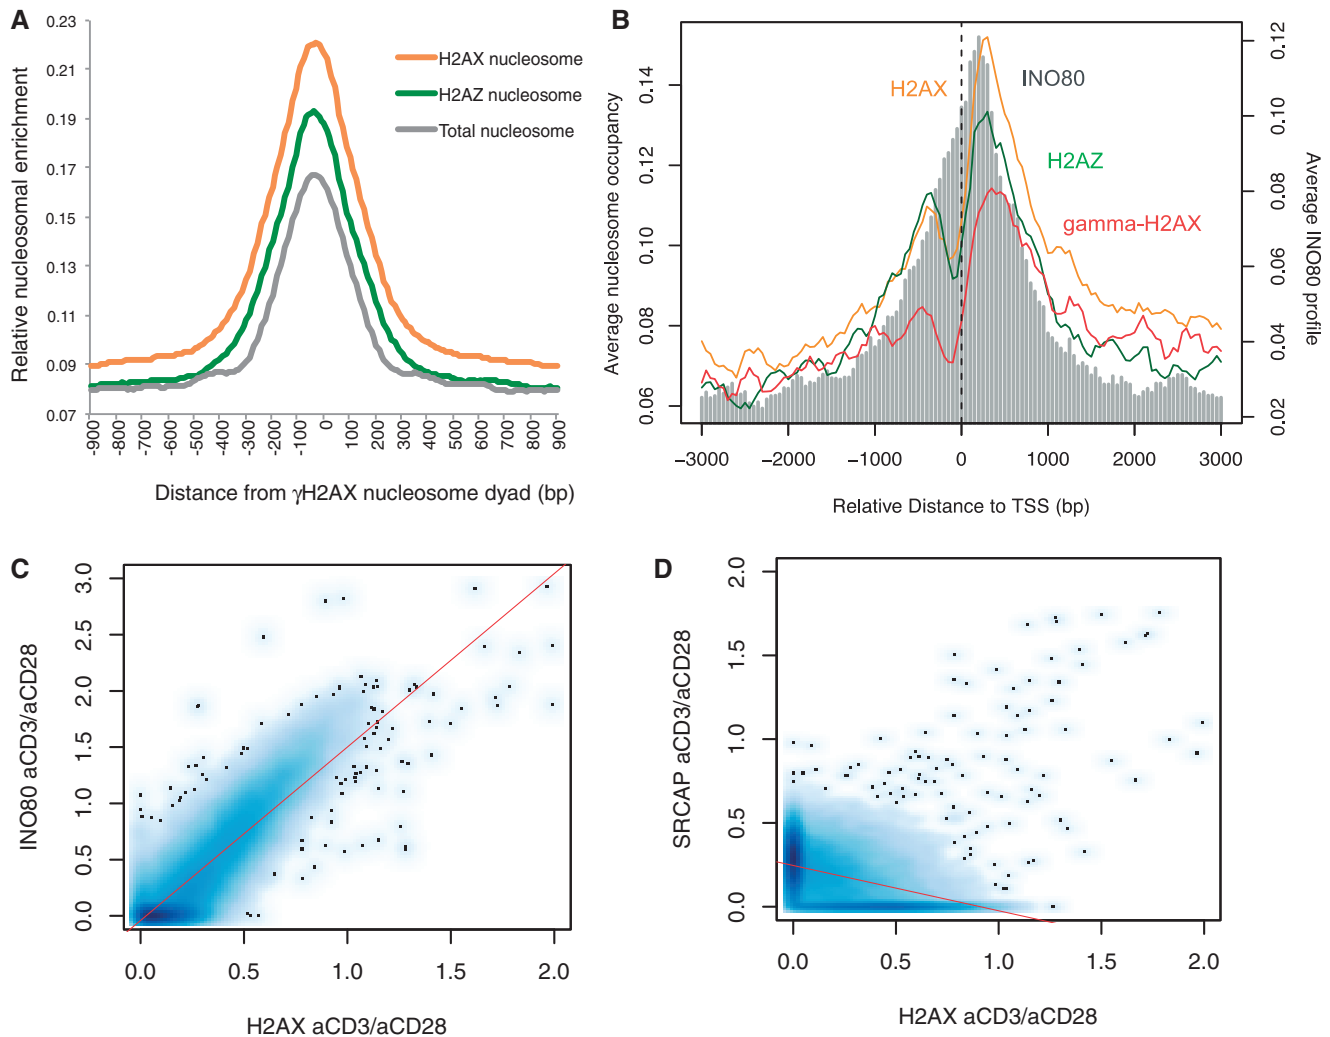 A
0.23
0.21
0.19
0.17
0.15
0.13
0.11
0.09
0.07
Relative nucleosomal enrichment
H2AX nucleosome
H2AZ nucleosome
Total nucleosome
-900 -800 -700 -600 -500 -400 -300 -200 -100 0 100 200 300 400 500 600 700 800 900
Distance from γH2AX nucleosome dyad (bp)
B
Average nucleosome occupancy
0.06 0.08 0.10 0.12 0.14
H2AX
INO80
H2AZ
gamma-H2AX
0.02 0.04 0.06 0.08 0.10 0.12
Average INO80 profile
−3000 −2000 −1000 0 1000 2000 3000
Relative Distance to TSS (bp)
C
INO80 aCD3/aCD28
0.0 0.5 1.0 1.5 2.0 2.5 3.0
0.0 0.5 1.0 1.5 2.0
H2AX aCD3/aCD28
D
SRCAP aCD3/aCD28
0.0 0.5 1.0 1.5 2.0
0.0 0.5 1.0 1.5 2.0
H2AX aCD3/aCD28